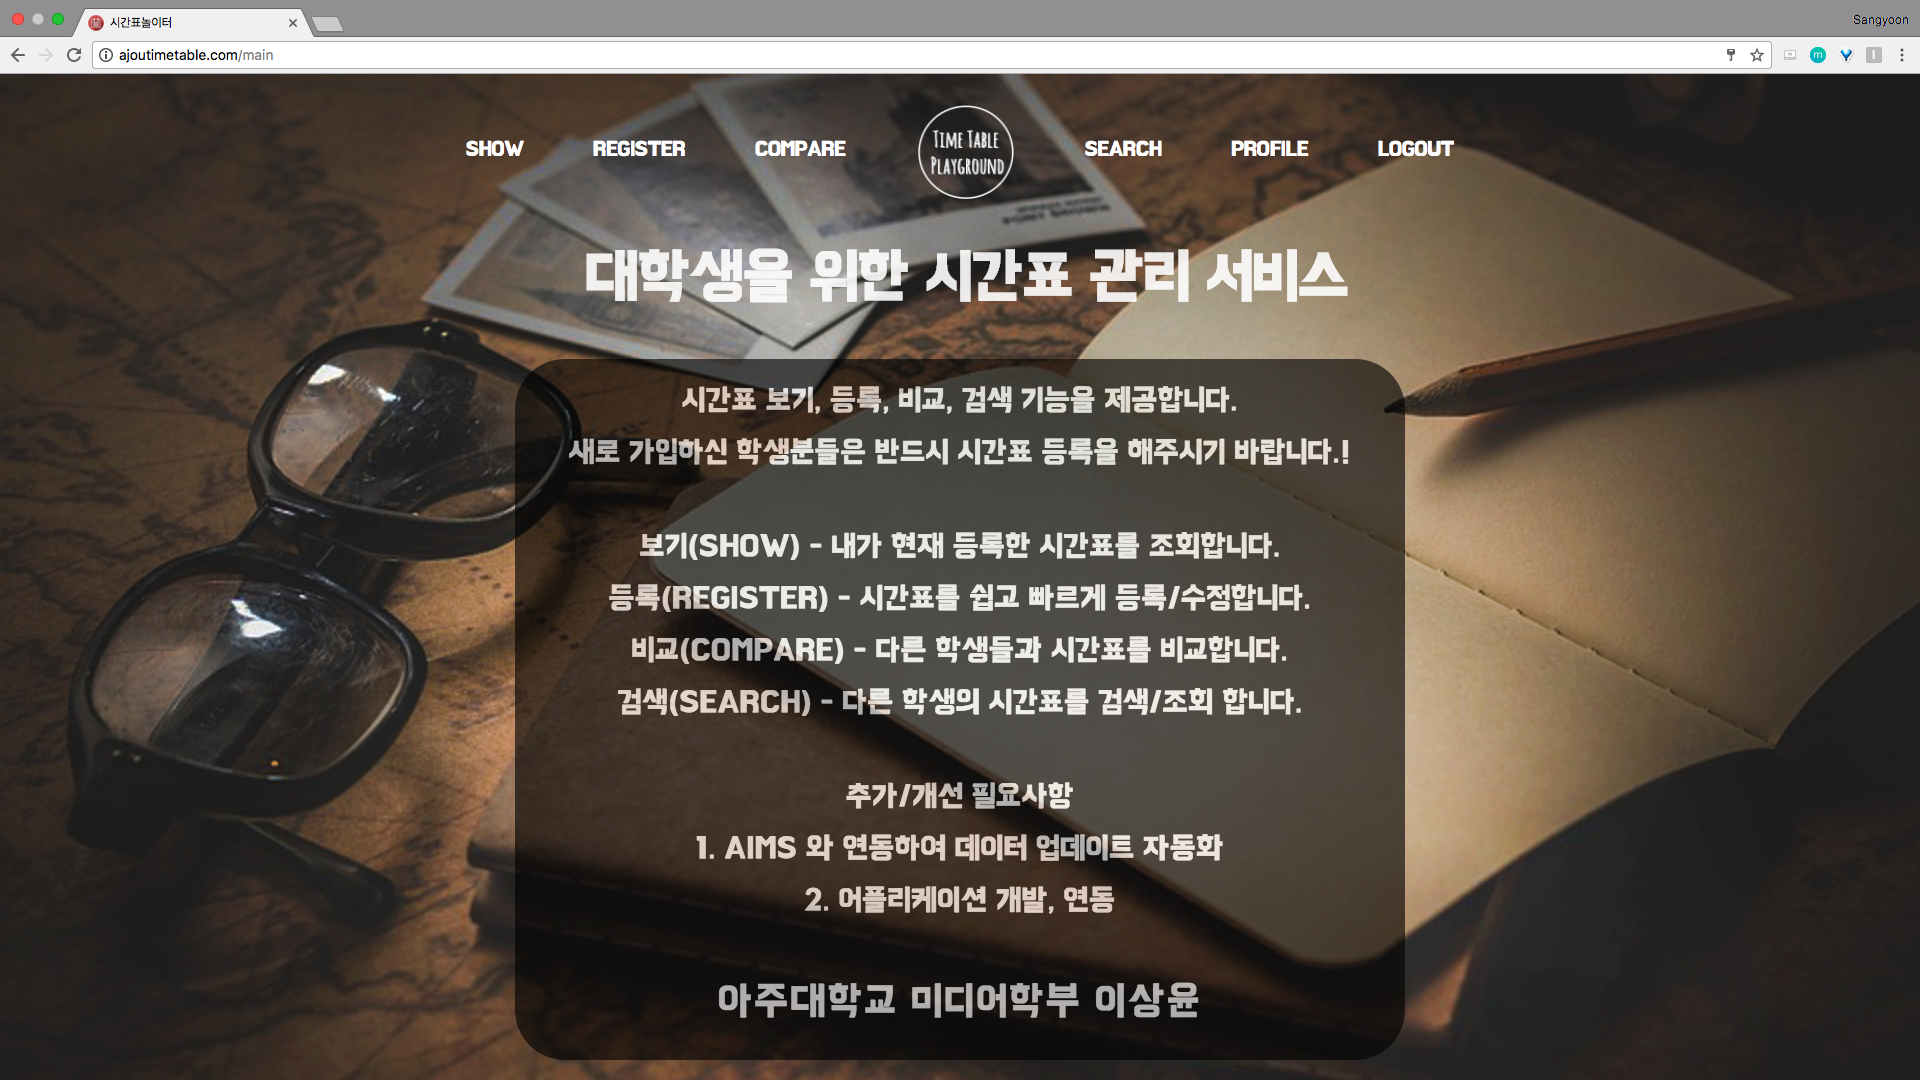 시간표놀이터
Sangyoon
ajoutimetable.com/main
SHOW
REGISTER
COMPARE
TIME TABLE
PLAYGROUND
SEARCH
PROFILE
LOGOUT
대학생을 위한 시간표 관리 서비스
시간표 보기, 등록, 비교, 검색 기능을 제공합니다.
새로 가입하신 학생분들은 반드시 시간표 등록을 해주시기 바랍니다.!
보기(SHOW) - 내가 현재 등록한 시간표를 조회합니다.
등록(REGISTER) - 시간표를 쉽고 빠르게 등록/수정합니다.
비교(COMPARE) - 다른 학생들과 시간표를 비교합니다.
검색(SEARCH) - 다른 학생의 시간표를 검색/조회 합니다.
추가/개선 필요사항
1. AIMS 와 연동하여 데이터 업데이트 자동화
2. 어플리케이션 개발, 연동
아주대학교 미디어학부 이상윤